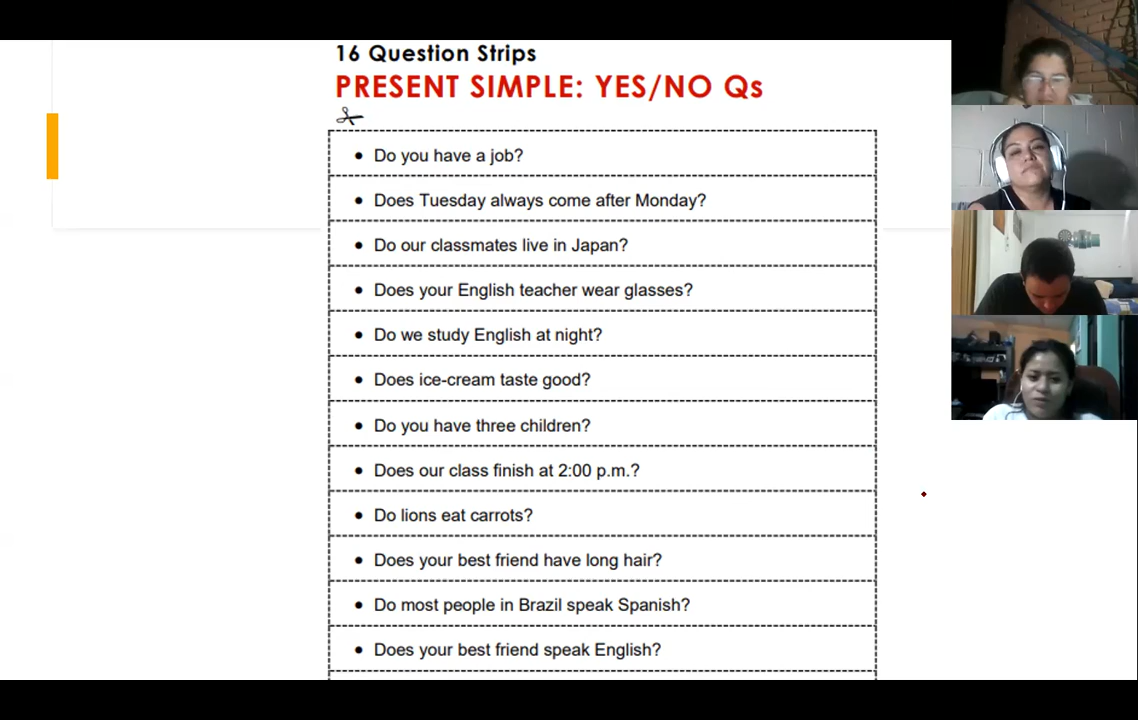 16 Question Strips
PRESENT SIMPLE: YES/NO Qs
• Do you have a job?
• Does Tuesday always come after Monday?
• Do our classmates live in Japan?
• Does your English teacher wear glasses?
• Do we study English at night?
• Does ice-cream taste good?
• Do you have three children?
• Does our class finish at 2:00 p.m.?
• Do lions eat carrots?
• Does your best friend have long hair?
• Do most people in Brazil speak Spanish?
• Does your best friend speak English?